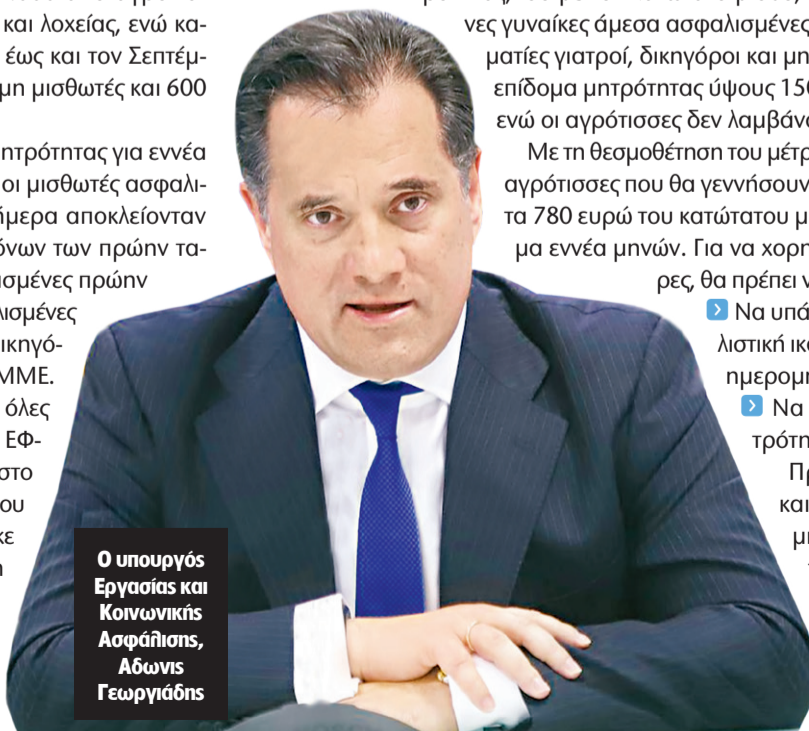 και λοχείας, ενώ κα-
έως και τον Σεπτέμ-
μη μισθωτές και 600
ητρότητας για εννέα
οι μισθωτές ασφαλι-
ήμερα αποκλείονταν
όνων των πρώην τα-
ισμένες πρώην
λισμένες
ικηγό-
ΜΜΕ.
όλες
ΕΦ-
στο
ου
κε
η
Ο υπουργός
Εργασίας και
Κοινωνικής
Ασφάλισης,
Αδωνις
Γεωργιάδης
νες γυναίκες άμεσα ασφαλισμένες
ματίες γιατροί, δικηγόροι και μη
επίδομα μητρότητας ύψους 150
ενώ οι αγρότισσες δεν λαμβάνο
Με τη θεσμοθέτηση του μέτρ
αγρότισσες που θα γεννήσουν
τα 780 ευρώ του κατώτατου μ
μα εννέα μηνών. Για να χορη
ρες, θα πρέπει ν
Να υπά
λιστική ικ
ημερομη
Να
τρότη
Πρ
και
μ